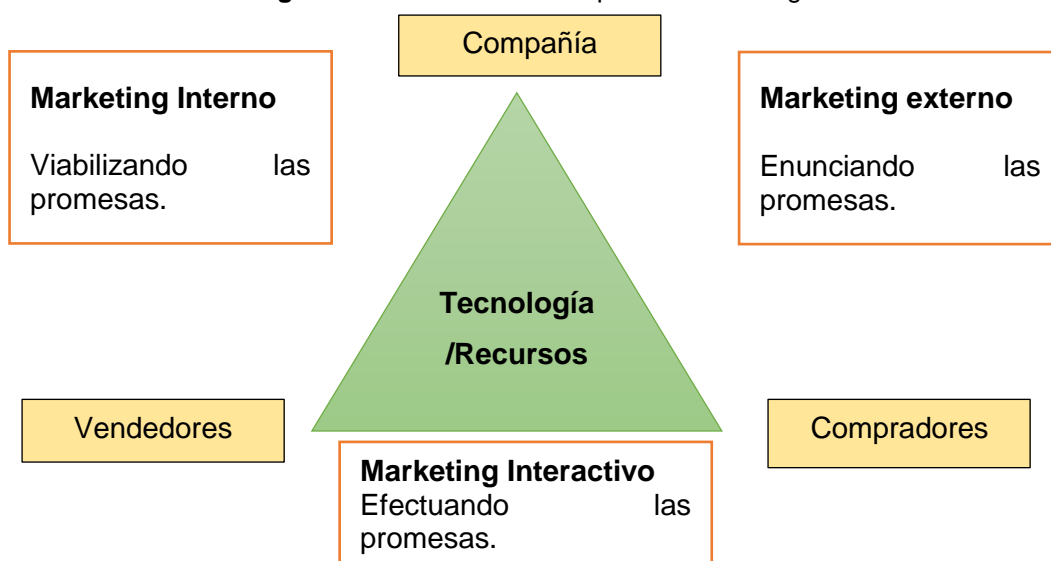 Compañía
Marketing Interno
Viabilizando las
promesas.
Marketing externo
Enunciando las
promesas.
Tecnología
/Recursos
Vendedores
Compradores
Marketing Interactivo
Efectuando las
promesas.